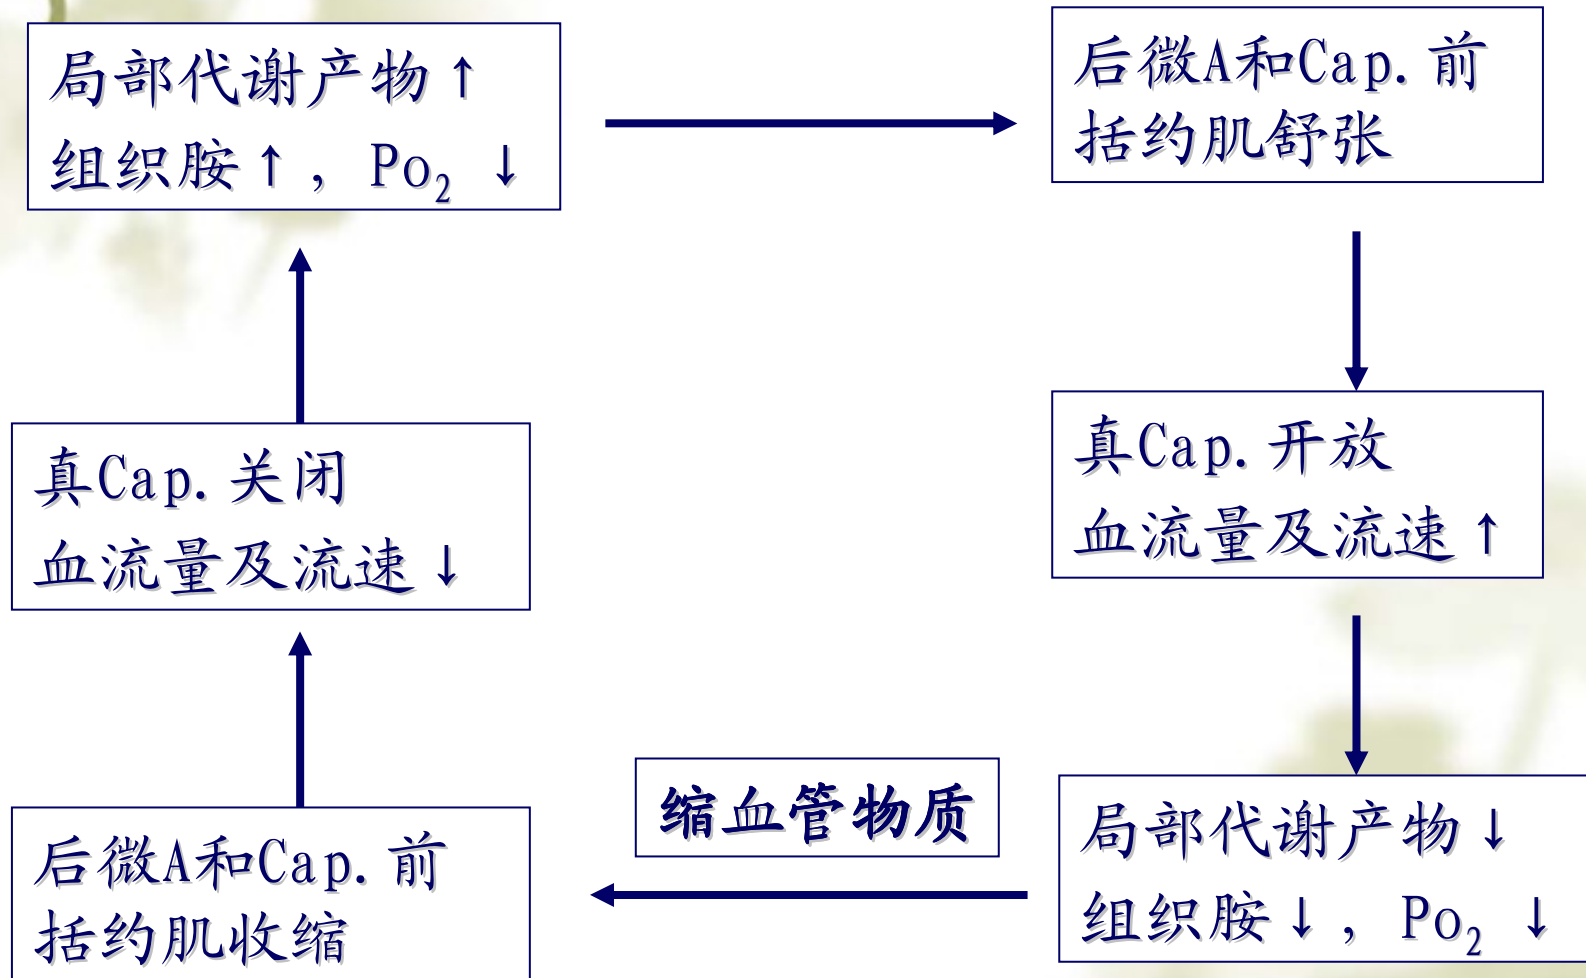 局部代谢产物↑
组织胺↑, Po₂ ↓
后微A和Cap.前
括约肌舒张
真Cap.关闭
血流量及流速↓
真Cap.开放
血流量及流速↑
缩血管物质
后微A和Cap.前
括约肌收缩
局部代谢产物↓
组织胺↓, Po₂ ↓